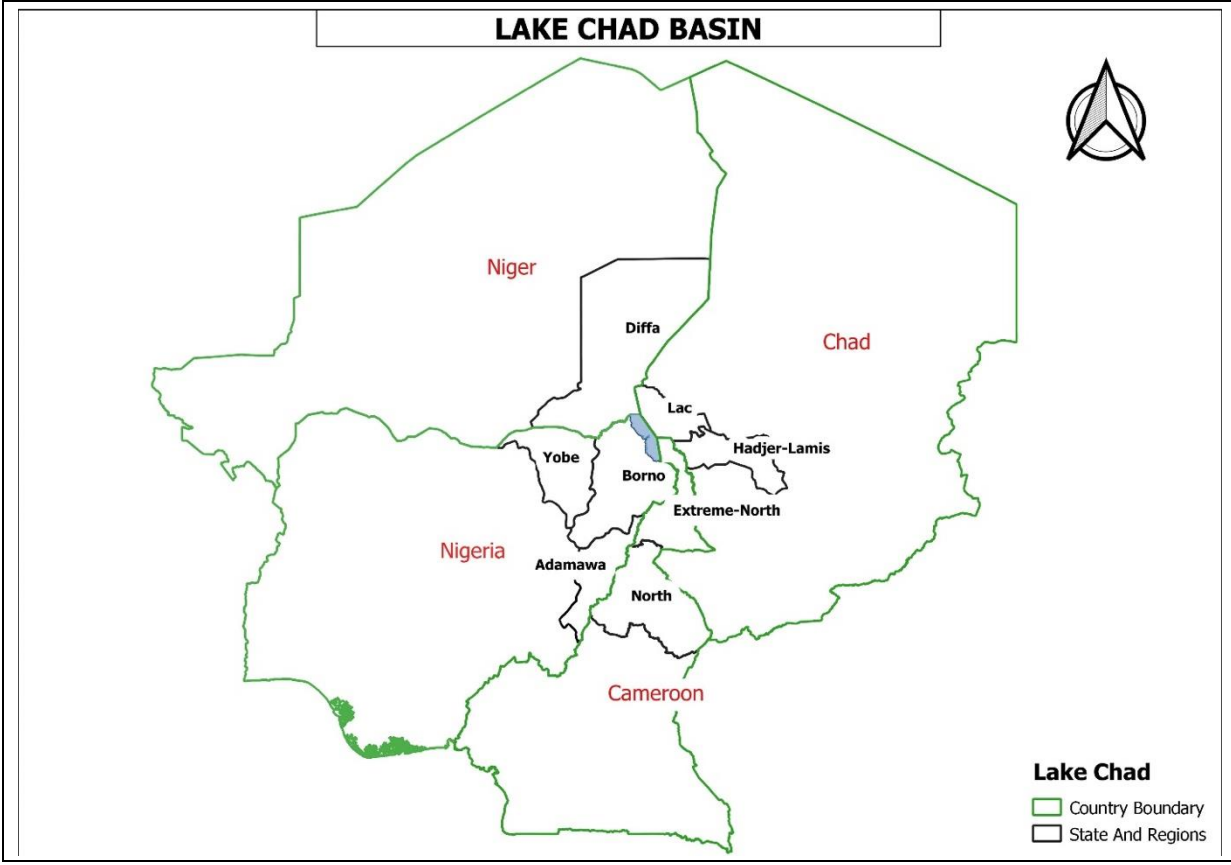 LAKE CHAD BASIN
Niger
Diffa
Chad
Lac
Hadjer-Lamis
Yobe
Borno
Extreme-North
Nigeria
Adamawa
North
Cameroon
Lake Chad
Country Boundary
State And Regions